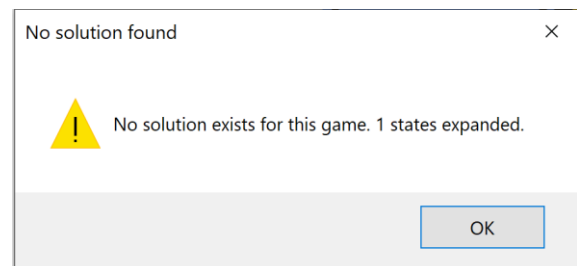 No solution found
No solution exists for this game. 1 states expanded.
OK